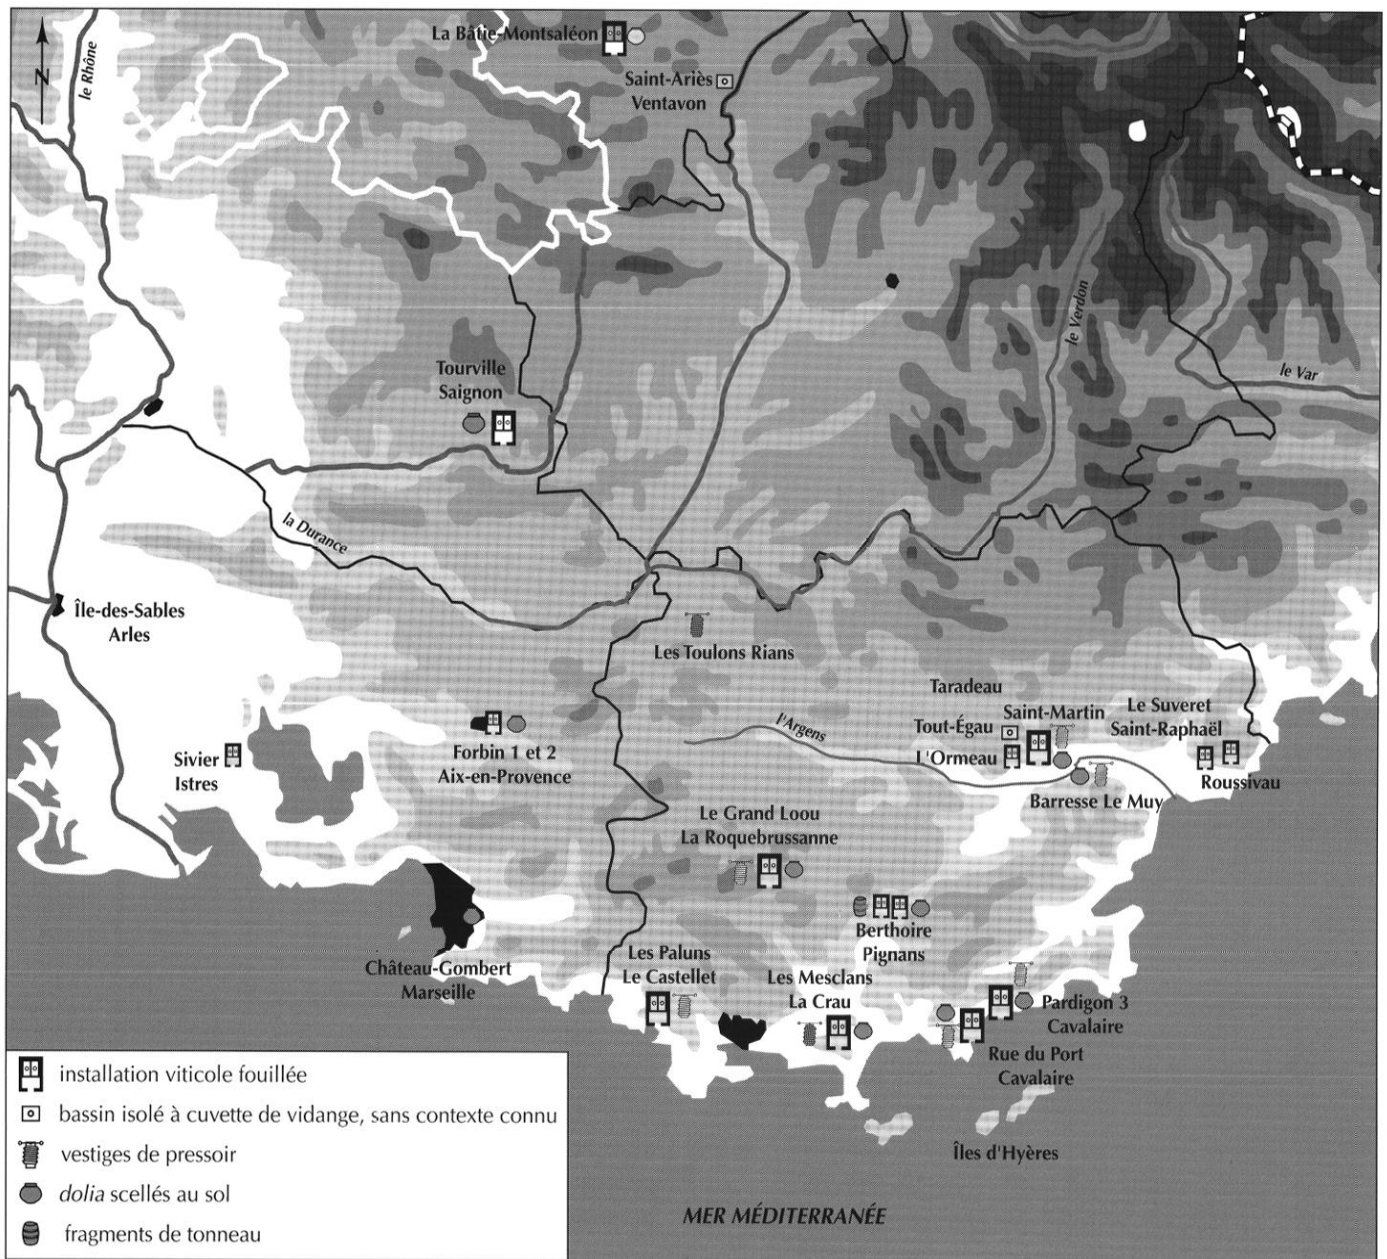 La Bâtie-Montsaléon
N
le Rhône
Saint-Ariès
Ventavon
le Verdon
le Var
Tourville
Saignon
la Durance
Île-des-Sables
Arles
Les Toulons Rians
Taradeau
Saint-Martin
Le Suveret
Saint-Raphaël
Tout-Égau
L'Ormeau
l'Argens
Sivier
Istres
Forbin 1 et 2
Aix-en-Provence
Roussivau
Barresse Le Muy
Le Grand Loou
La Roquebrussanne
Berthoire
Pignans
Château-Gombert
Marseille
Les Paluns
Le Castellet
Les Mesclans
La Crau
Pardigon 3
Cavalaire
Rue du Port
Cavalaire
Îles d'Hyères
MER MÉDITERRANÉE
installation viticole fouillée
bassin isolé à cuvette de vidange, sans contexte connu
vestiges de pressoir
dolia scellés au sol
fragments de tonneau